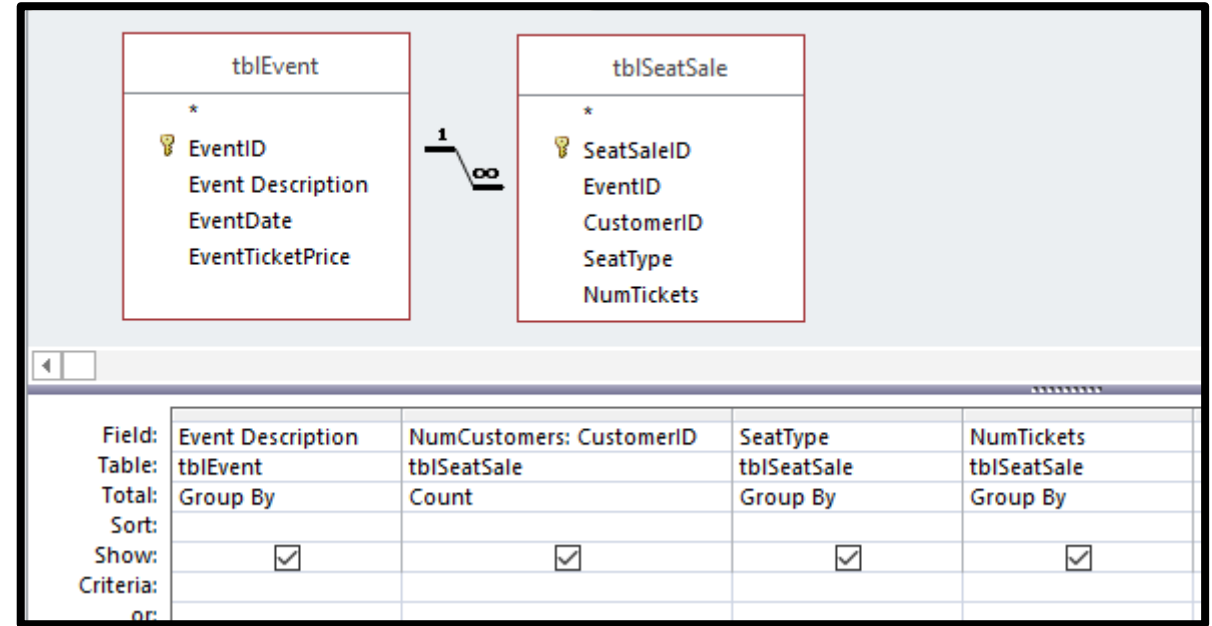 tblEvent
*
EventID
Event Description
EventDate
EventTicketPrice
1
∞
tblSeatSale
*
SeatSaleID
EventID
CustomerID
SeatType
NumTickets
Field: Event Description NumCustomers: CustomerID SeatType NumTickets
Table: tblEvent tblSeatSale tblSeatSale tblSeatSale
Total: Group By Count Group By Group By
Sort:
Show:
Criteria:
or: